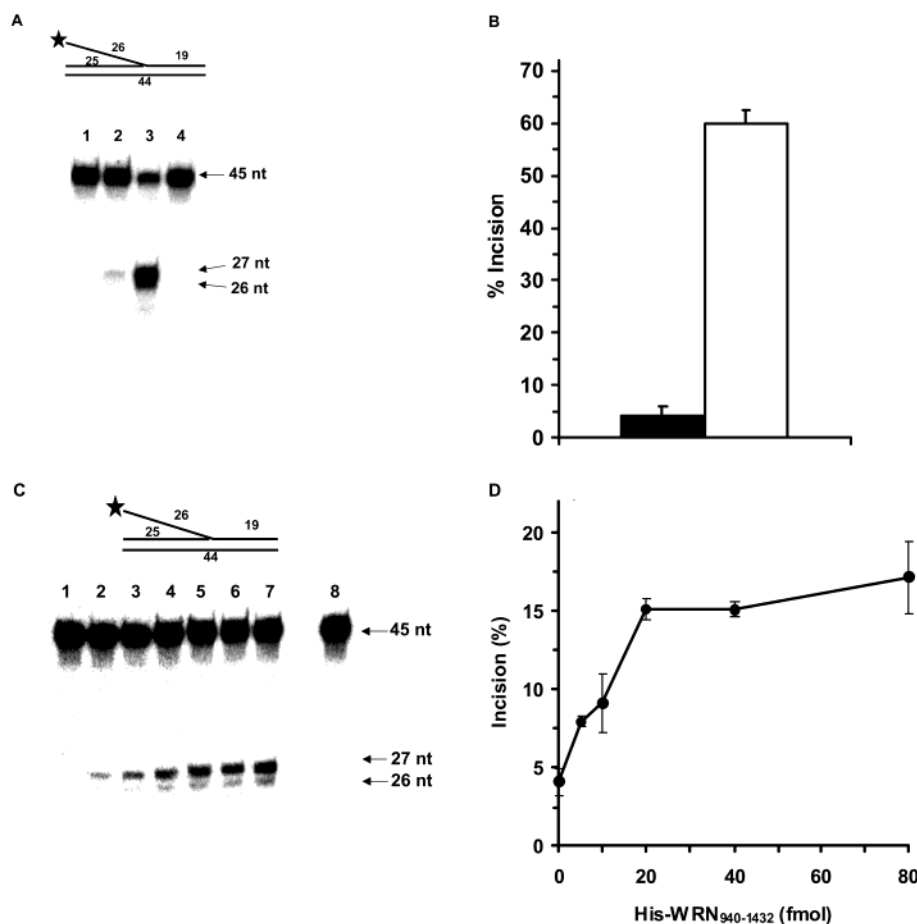 A
26
25
19
44
1 2 3 4
45 nt
27 nt
26 nt
B
70
60
50
40
30
20
10
0
% Incision
C
26
25
19
44
1 2 3 4 5 6 7 8
45 nt
27 nt
26 nt
D
20
15
10
5
0
Incision (%)
0 20 40 60 80
His-WRN940-1432 (fmol)